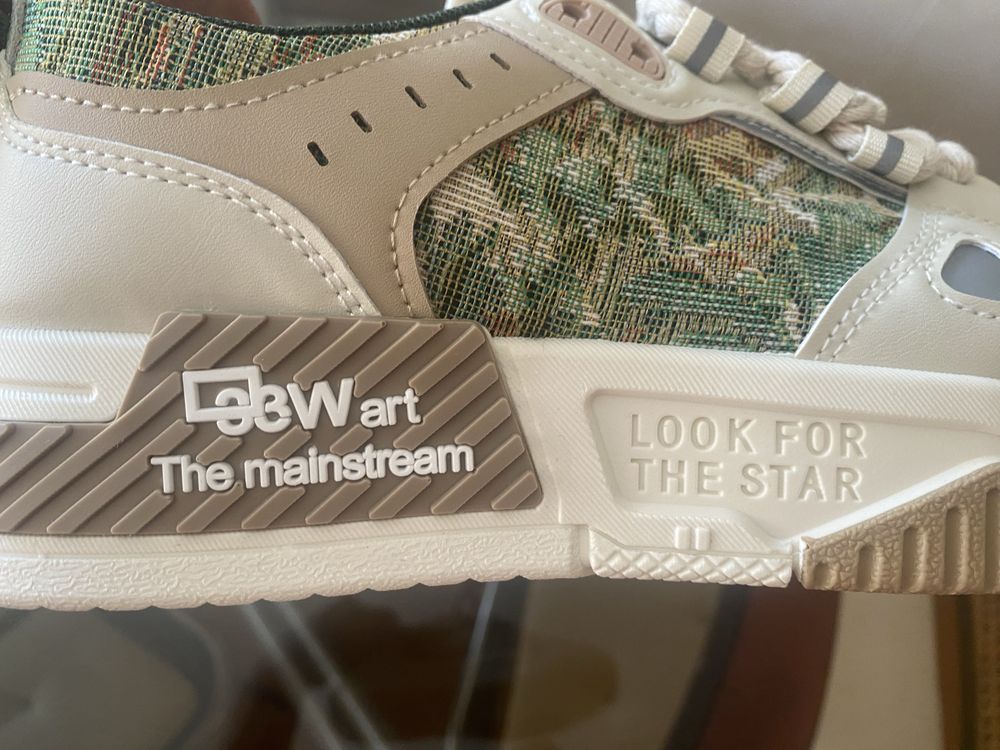 W art
The mainstream
LOOK FOR
THE STAR